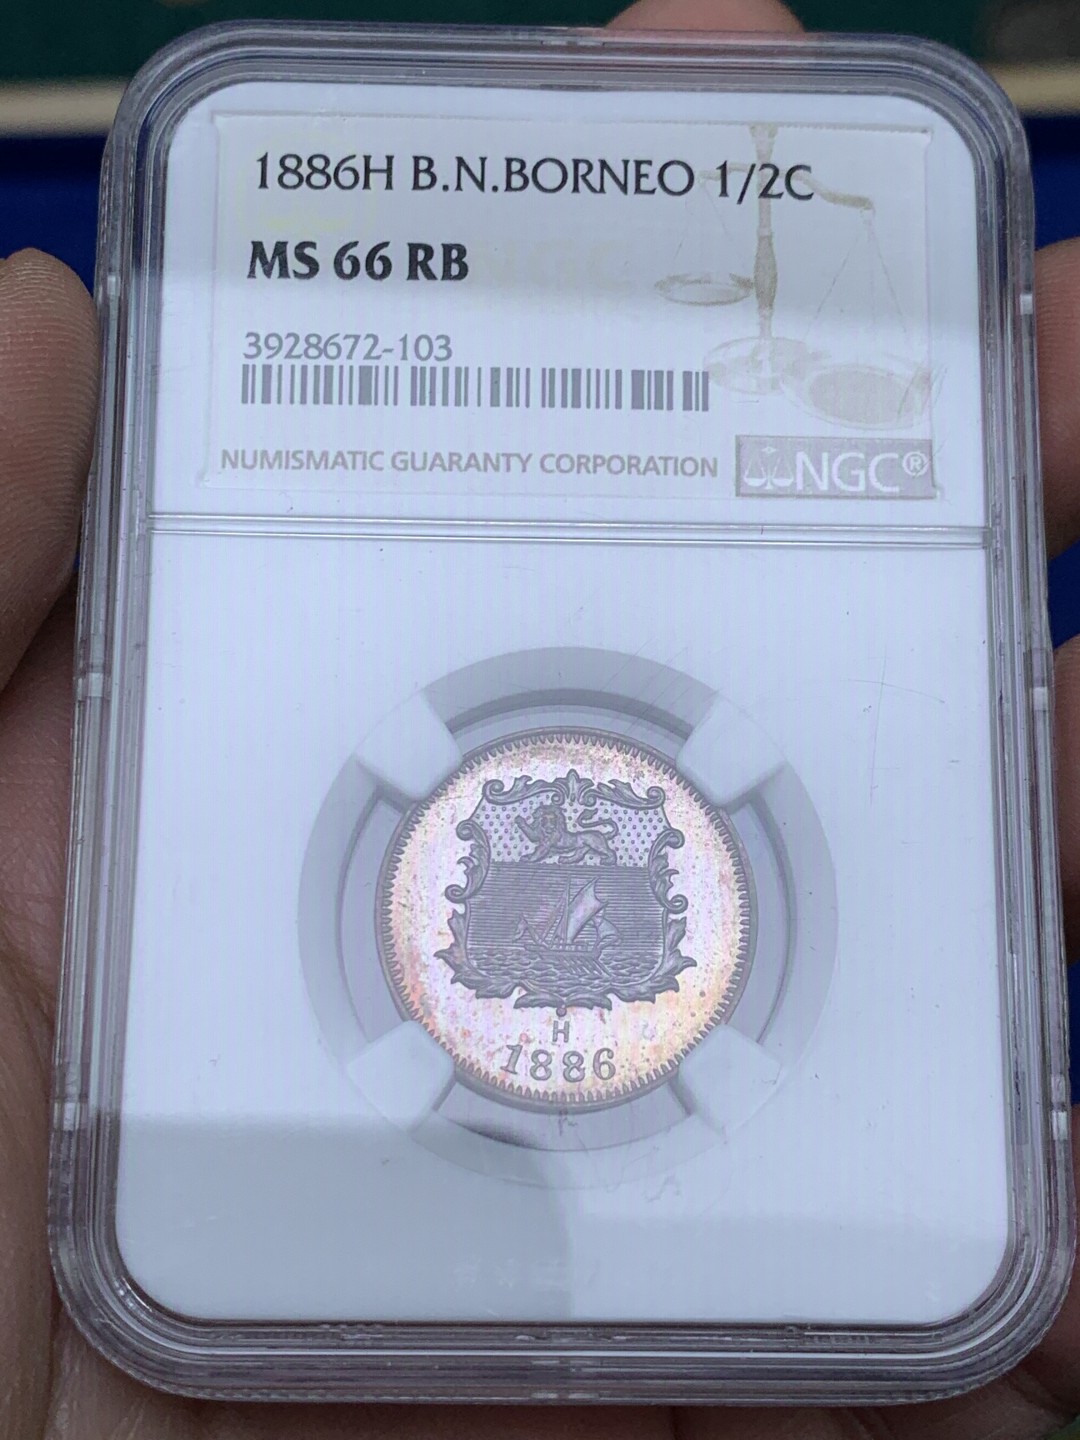 1886H B.N.BORNEO 1/2C
MS 66 RB
3928672-103
NUMISMATIC GUARANTY CORPORATION NGC®
H
1886